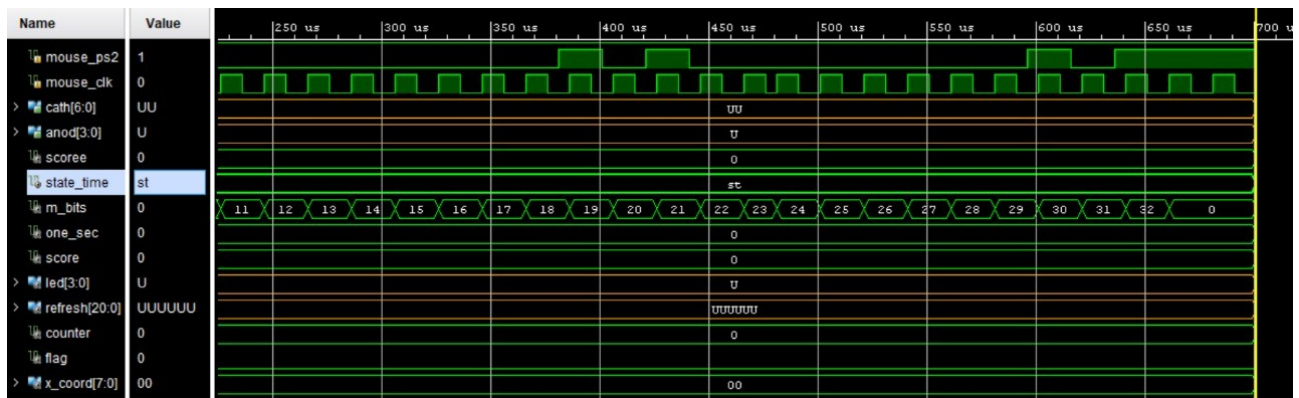 Name Value 250 us 300 us 350 us 400 us 450 us 500 us 550 us 600 us 650 us 700 u
mouse_ps2 1
mouse_clk 0
> cath[6:0] UU UU
> anod[3:0] U U
scoree 0 0
state_time st st
m_bits 0 11 12 13 14 15 16 17 18 19 20 21 22 23 24 25 26 27 28 29 30 31 32 0
one_sec 0 0
score 0 0
> led[3:0] U U
> refresh[20:0] UUUUUU UUUUUU
counter 0 0
flag 0
> x_coord[7:0] 00 00